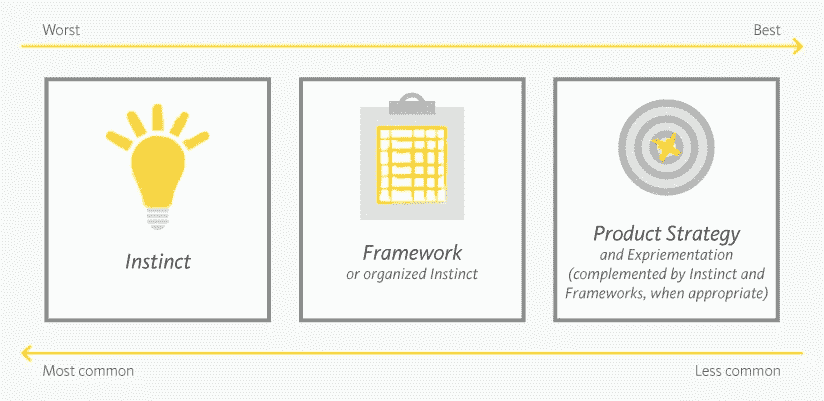 Worst
Best
Instinct
Framework
or organized Instinct
Product Strategy
and Expriementation
(complemented by Instinct and
Frameworks, when appropriate)
Most common
Less common